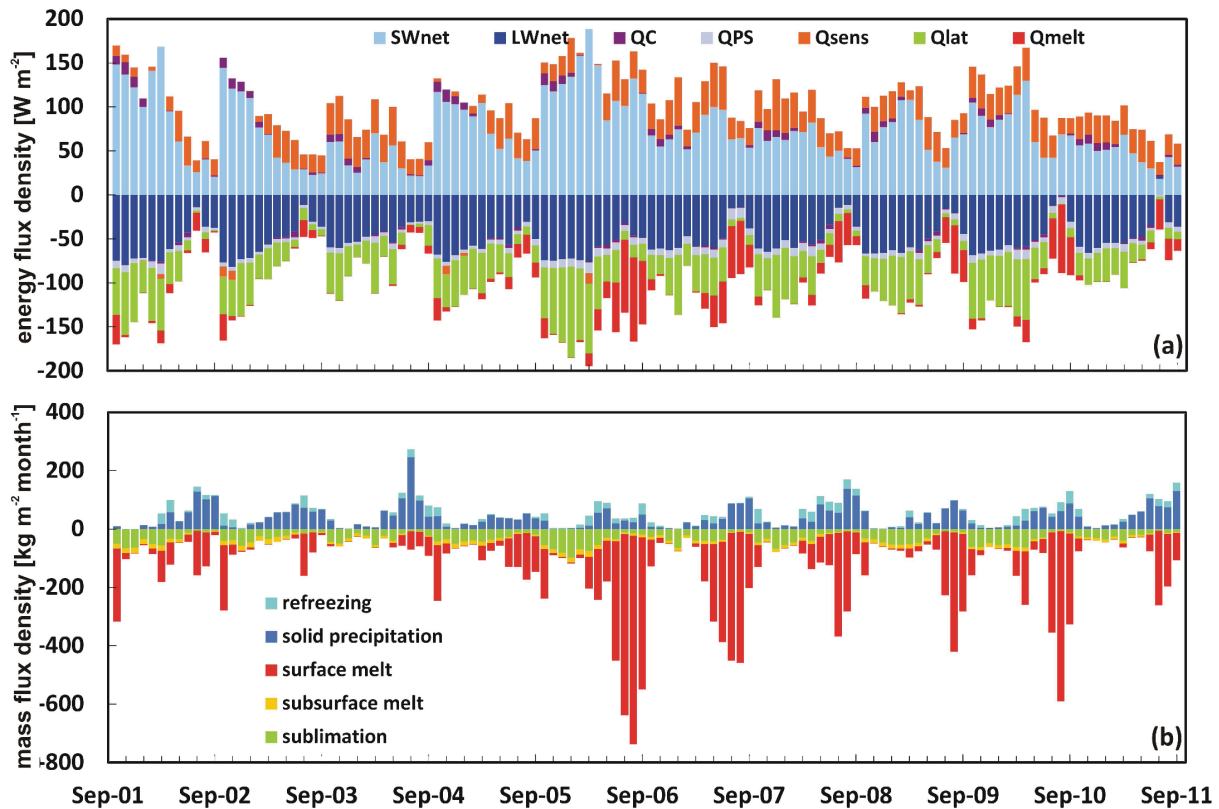 200
150
100
50
0
-50
-100
-150
-200
energy flux density [W m⁻²]
SWnet LWnet QC QPS Qsens Qlat Qmelt
(a)
400
200
0
-200
-400
-600
-800
mass flux density [kg m⁻² month⁻¹]
refreezing
solid precipitation
surface melt
subsurface melt
sublimation
(b)
Sep-01 Sep-02 Sep-03 Sep-04 Sep-05 Sep-06 Sep-07 Sep-08 Sep-09 Sep-10 Sep-11